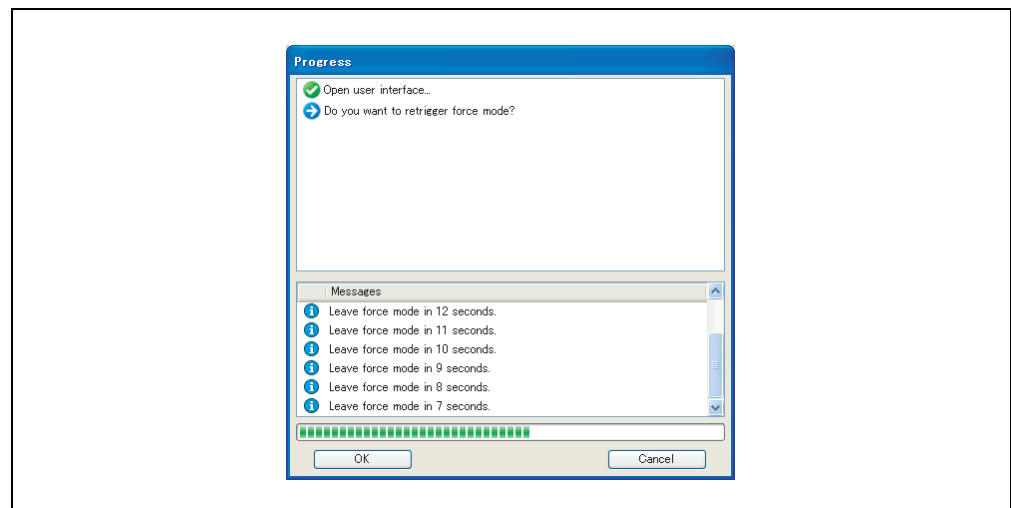 Progress
Open user interface...
Do you want to retrigger force mode?
Messages
Leave force mode in 12 seconds.
Leave force mode in 11 seconds.
Leave force mode in 10 seconds.
Leave force mode in 9 seconds.
Leave force mode in 8 seconds.
Leave force mode in 7 seconds.
OK
Cancel